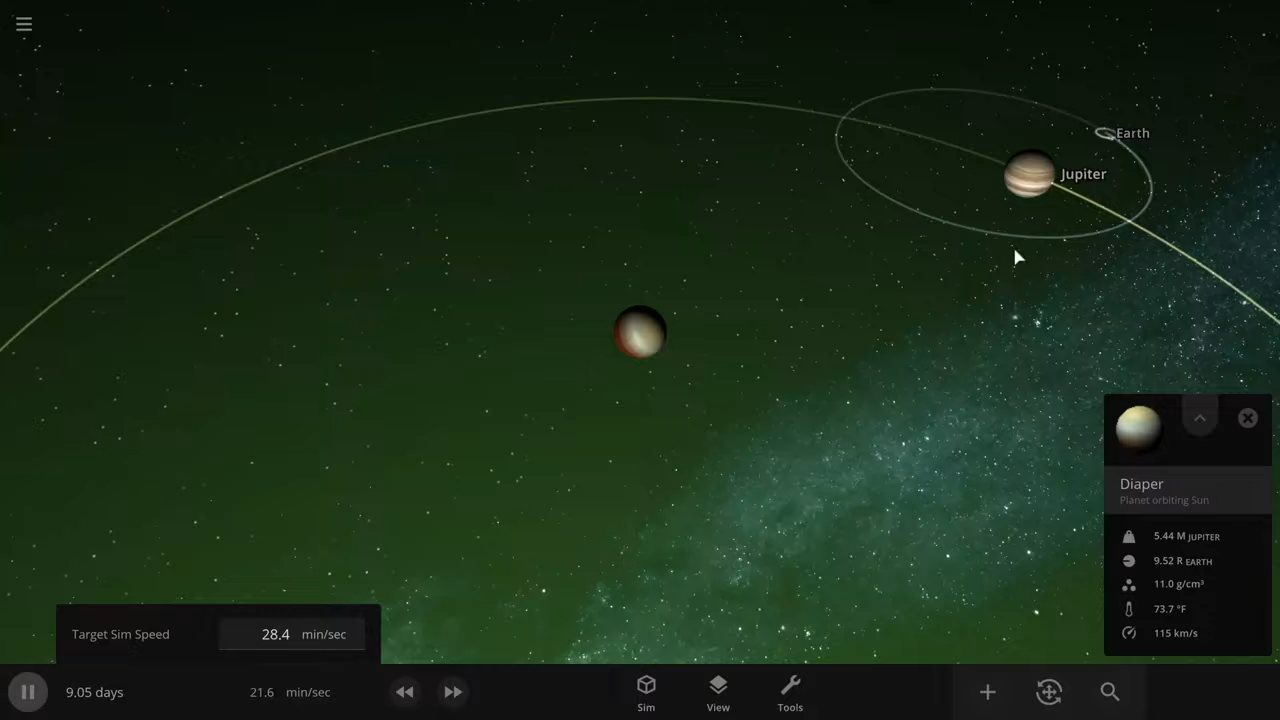 Earth
Jupiter
Diaper
Planet orbiting Sun
5.44 M JUPITER
9.52 R EARTH
11.0 g/cm³
73.7 °F
115 km/s
Target Sim Speed 28.4 min/sec
9.05 days 21.6 min/sec
Sim View Tools